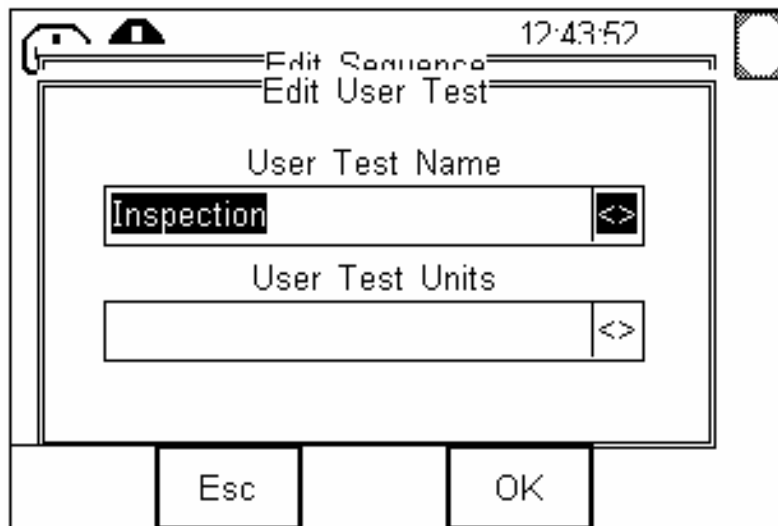 12:43:52
Edit Sequence
Edit User Test
User Test Name
Inspection <>
User Test Units
<>
Esc OK